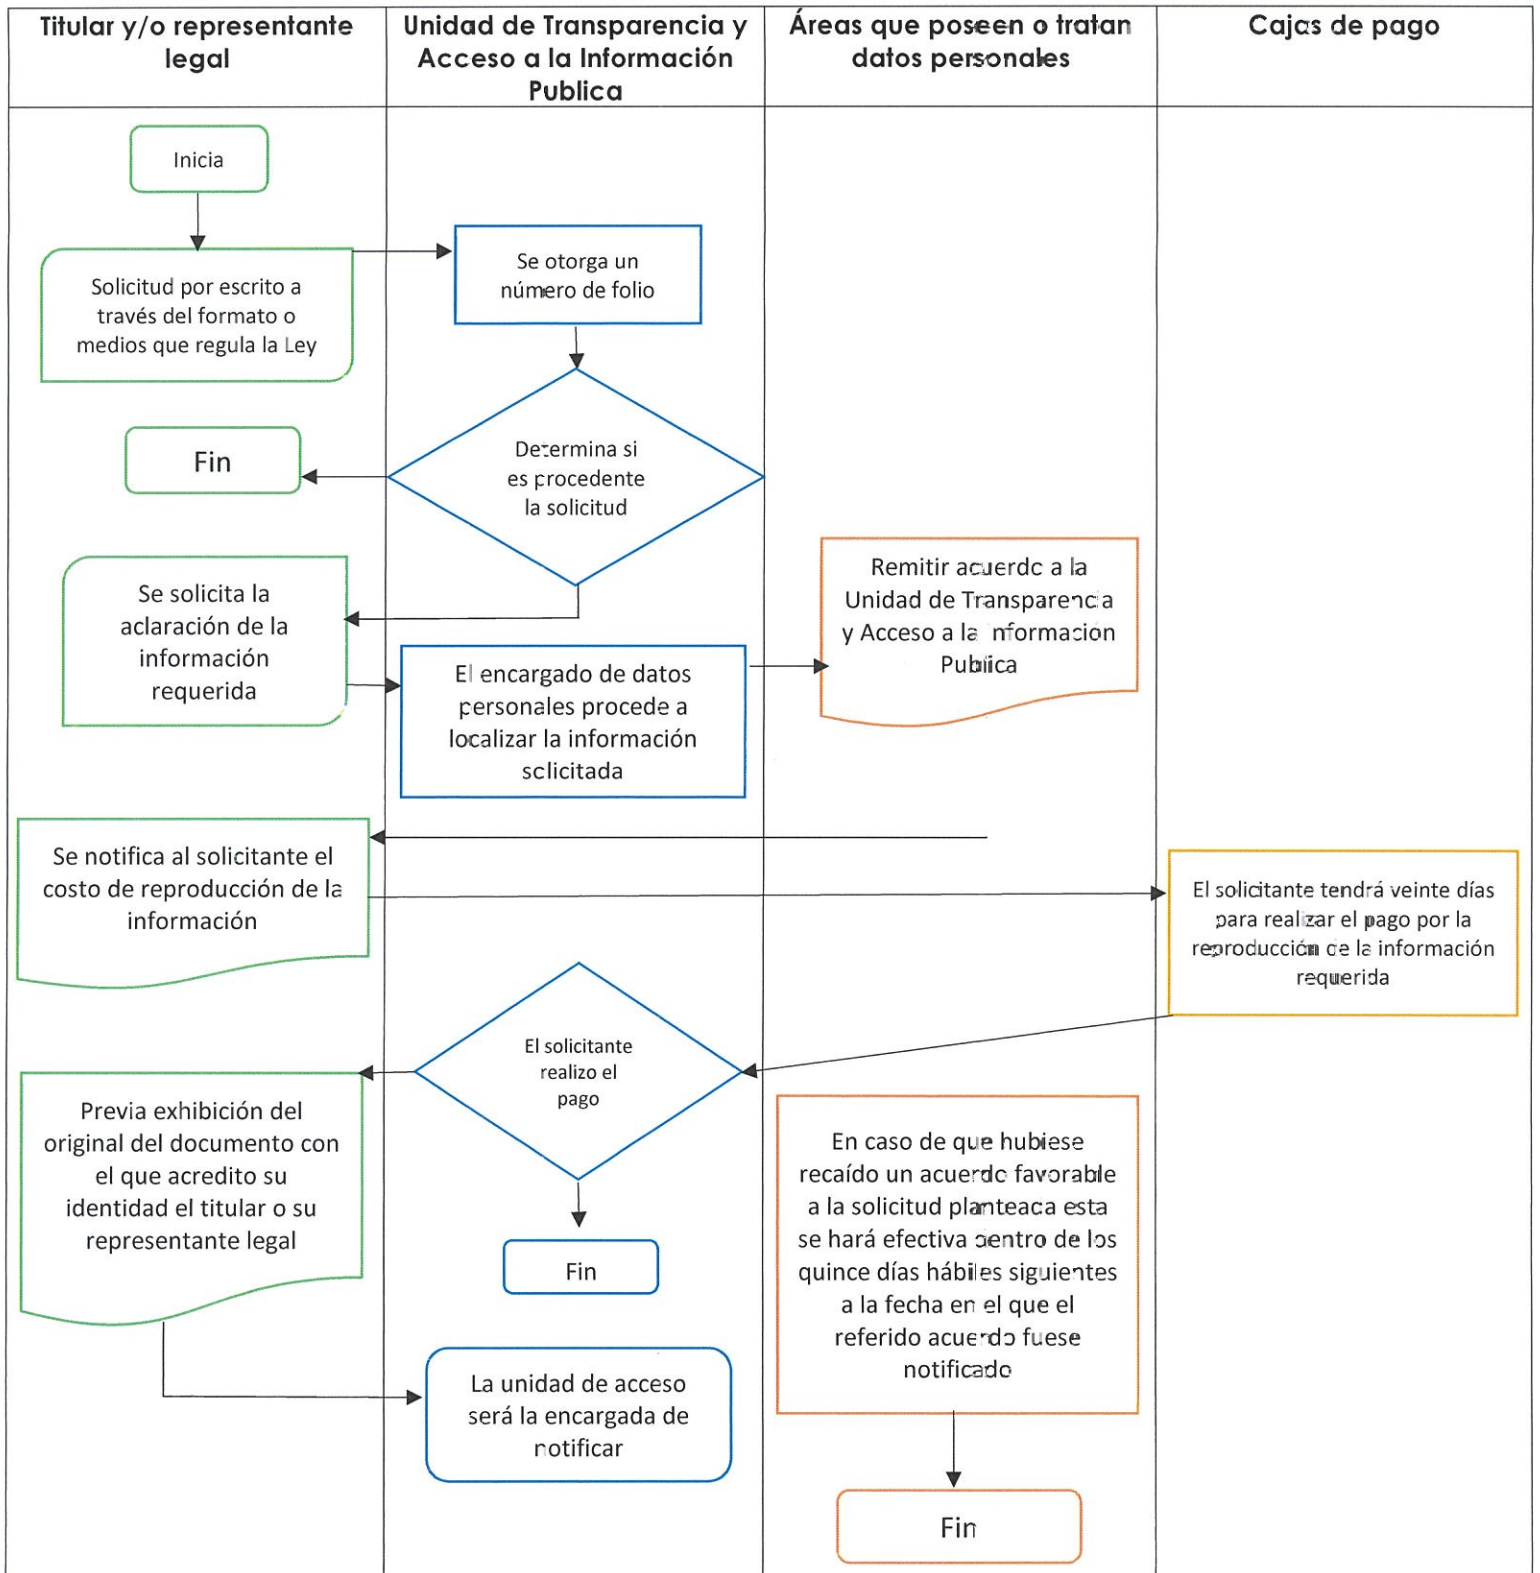 Titular y/o representante
legal
Unidad de Transparencia y
Acceso a la Información
Publica
Áreas que poseen o tratan
datos personales
Cajas de pago
Inicia
Solicitud por escrito a
través del formato o
medios que regula la Ley
Se otorga un
número de folio
Determina si
es procedente
la solicitud
Fin
Se solicita la
aclaración de la
información
requerida
El encargado de datos
personales procede a
localizar la información
solicitada
Remitir acuerdo a la
Unidad de Transparencia
y Acceso a la Información
Publica
Se notifica al solicitante el
costo de reproducción de la
información
El solicitante tendrá veinte días
para realizar el pago por la
reproducción de la información
requerida
El solicitante
realizo el
pago
Previa exhibición del
original del documento con
el que acredito su
identidad el titular o su
representante legal
Fin
La unidad de acceso
será la encargada de
notificar
En caso de que hubiese
recaído un acuerdo favorable
a la solicitud planteada esta
se hará efectiva dentro de los
quince días hábiles siguientes
a la fecha en el que el
referido acuerdo fuese
notificado
Fin